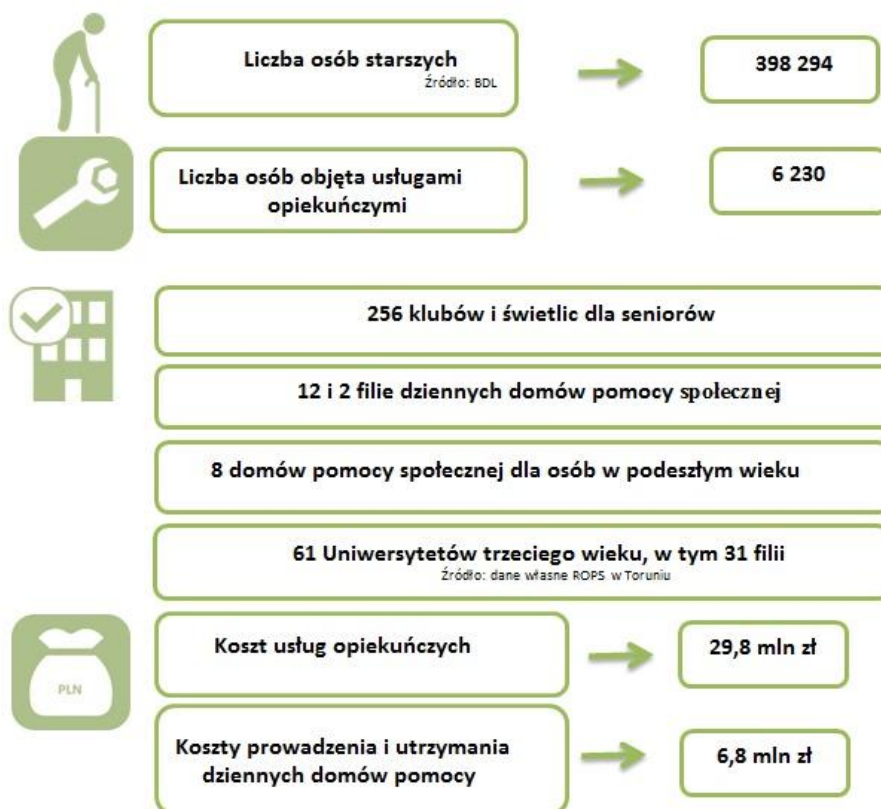 Liczba osób starszych
Źródło: BDL
398 294
Liczba osób objęta usługami
opiekuńczymi
6 230
256 klubów i świetlic dla seniorów
12 i 2 filie dziennych domów pomocy społecznej
8 domów pomocy społecznej dla osób w podeszłym wieku
61 Uniwersytetów trzeciego wieku, w tym 31 filii
Źródło: dane własne ROPS w Toruniu
PLN
Koszt usług opiekuńczych
29,8 mln zł
Koszty prowadzenia i utrzymania
dziennych domów pomocy
6,8 mln zł